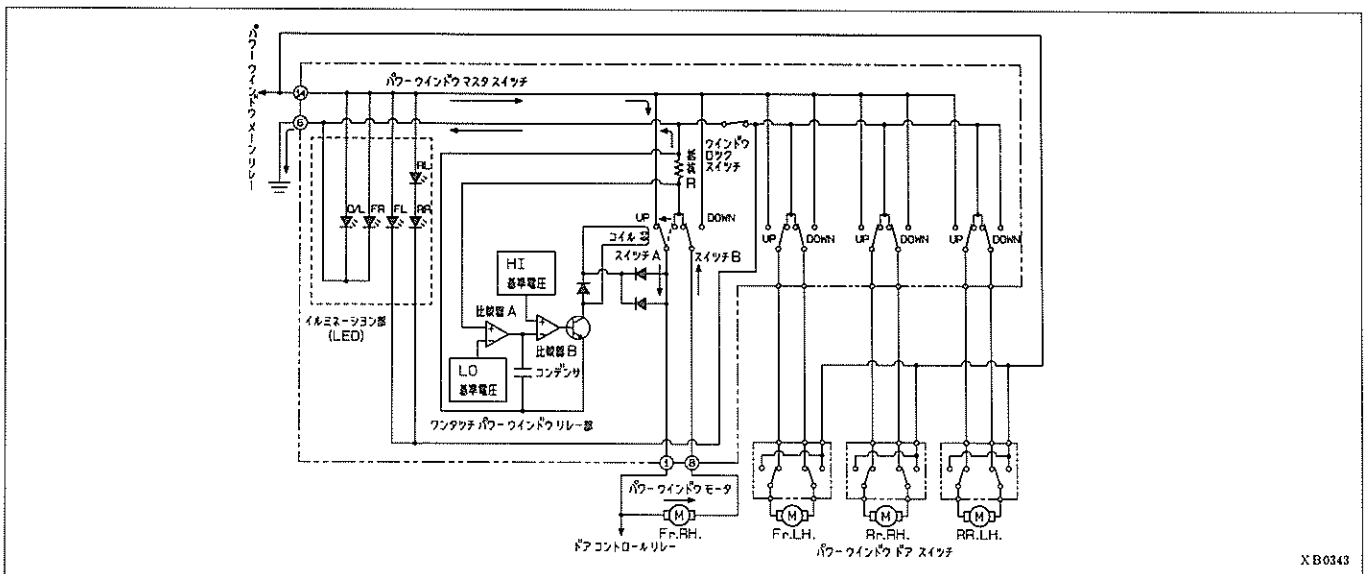 パワーウインドウメーンリレー
パワーウインドウ マスタ スイッチ
14
6
ウインドウ
ロック
スイッチ
基盤R
RL
D/L
FR
FL
RR
UP
DOWN
コイル
スイッチA
スイッチB
UP
DOWN
UP
DOWN
UP
DOWN
HI
基準電圧
比較器 A
比較器 B
LO
基準電圧
コンデンサ
イルミネーション部
(LED)
ワンタッチ パワーウインドウ リレー部
1
8
パワーウインドウ モータ
M
M
M
M
Fr.RH.
Fr.LH.
Rr.RH.
RR.LH.
ドア コントロール リレー
パワーウインドウ ドア スイッチ
XB0343